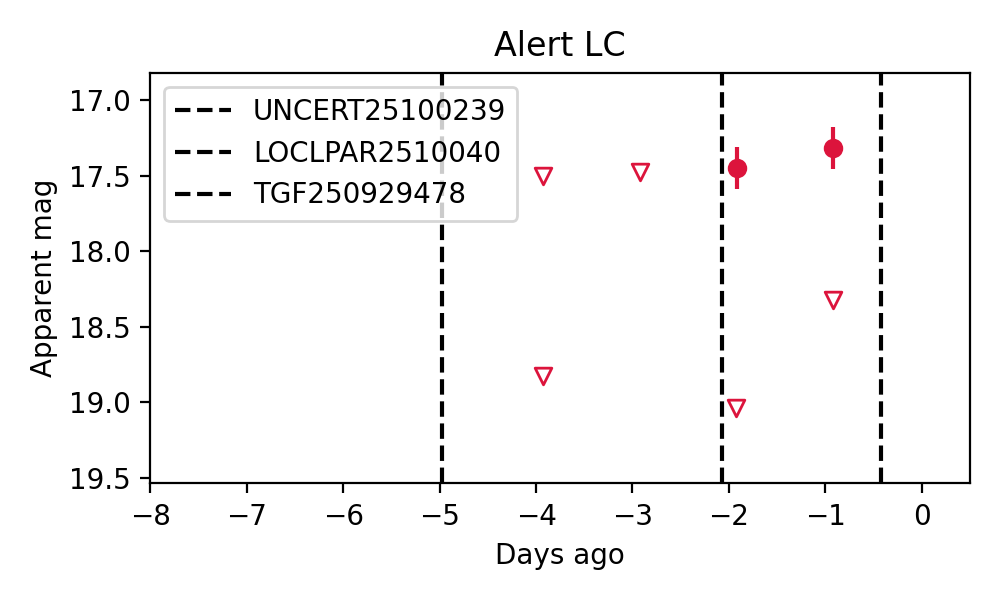 Alert LC
UNCERT25100239
LOCLPAR2510040
TGF250929478
Apparent mag
17.0
17.5
18.0
18.5
19.0
19.5
−8 −7 −6 −5 −4 −3 −2 −1 0
Days ago